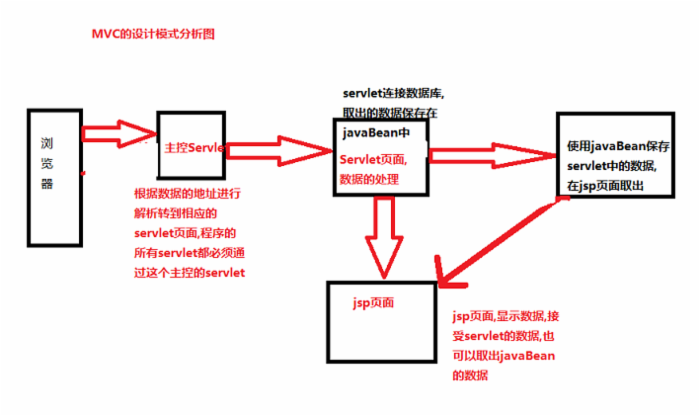 MVC的设计模式分析图
浏
览
器
主控Servlet
根据数据的地址进行
解析转到相应的
servlet页面,程序的
所有servlet都必须通
过这个主控的servlet
servlet连接数据库,
取出的数据保存在
javaBean中
Servlet页面,
数据的处理
使用javaBean保存
servlet中的数据,
在jsp页面取出
jsp页面
jsp页面,显示数据,接
受servlet的数据,也
可以取出javaBean
的数据